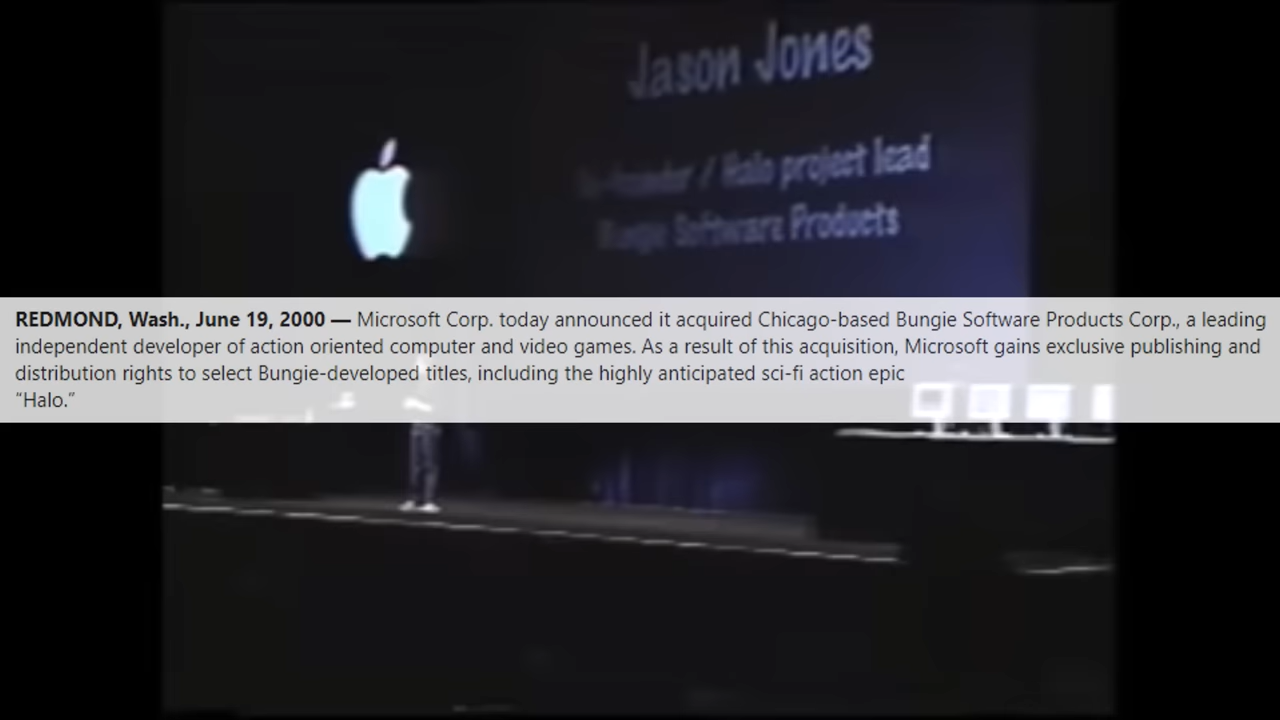 Jason Jones
/ Halo project lead
Bungie Software Products
REDMOND, Wash., June 19, 2000 — Microsoft Corp. today announced it acquired Chicago-based Bungie Software Products Corp., a leading
independent developer of action oriented computer and video games. As a result of this acquisition, Microsoft gains exclusive publishing and
distribution rights to select Bungie-developed titles, including the highly anticipated sci-fi action epic
“Halo.”